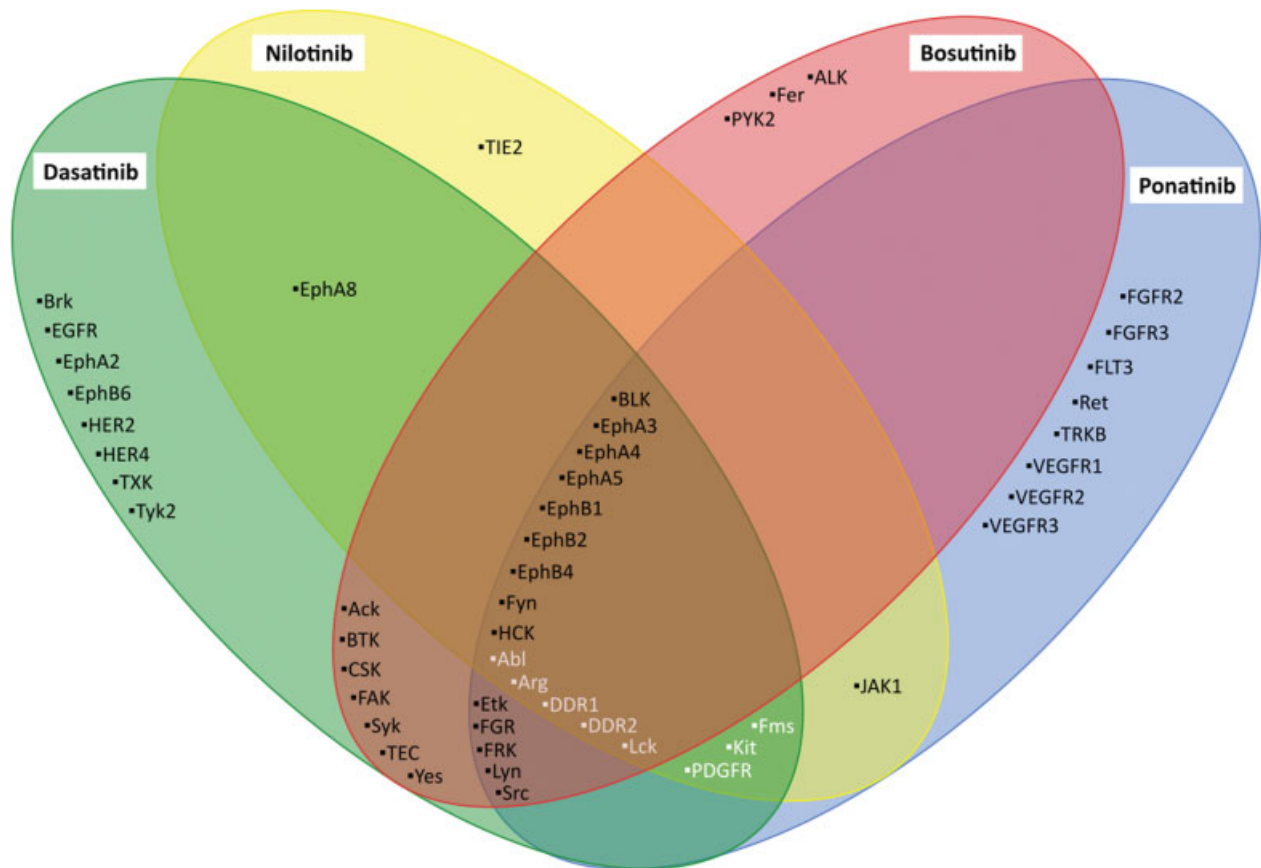 Nilotinib
Bosutinib
Dasatinib
Ponatinib
▪ALK
▪Fer
▪PYK2
▪TIE2
▪EphA8
▪Brk
▪EGFR
▪EphA2
▪EphB6
▪HER2
▪HER4
▪TXK
▪Tyk2
▪FGFR2
▪FGFR3
▪FLT3
▪Ret
▪TRKB
▪VEGFR1
▪VEGFR2
▪VEGFR3
▪BLK
▪EphA3
▪EphA4
▪EphA5
▪EphB1
▪EphB2
▪EphB4
▪Fyn
▪HCK
▪Abl
▪Arg
▪DDR1
▪DDR2
▪Lck
▪Ack
▪BTK
▪CSK
▪FAK
▪Syk
▪TEC
▪Yes
▪Etk
▪FGR
▪FRK
▪Lyn
▪Src
▪Fms
▪Kit
▪PDGFR
▪JAK1